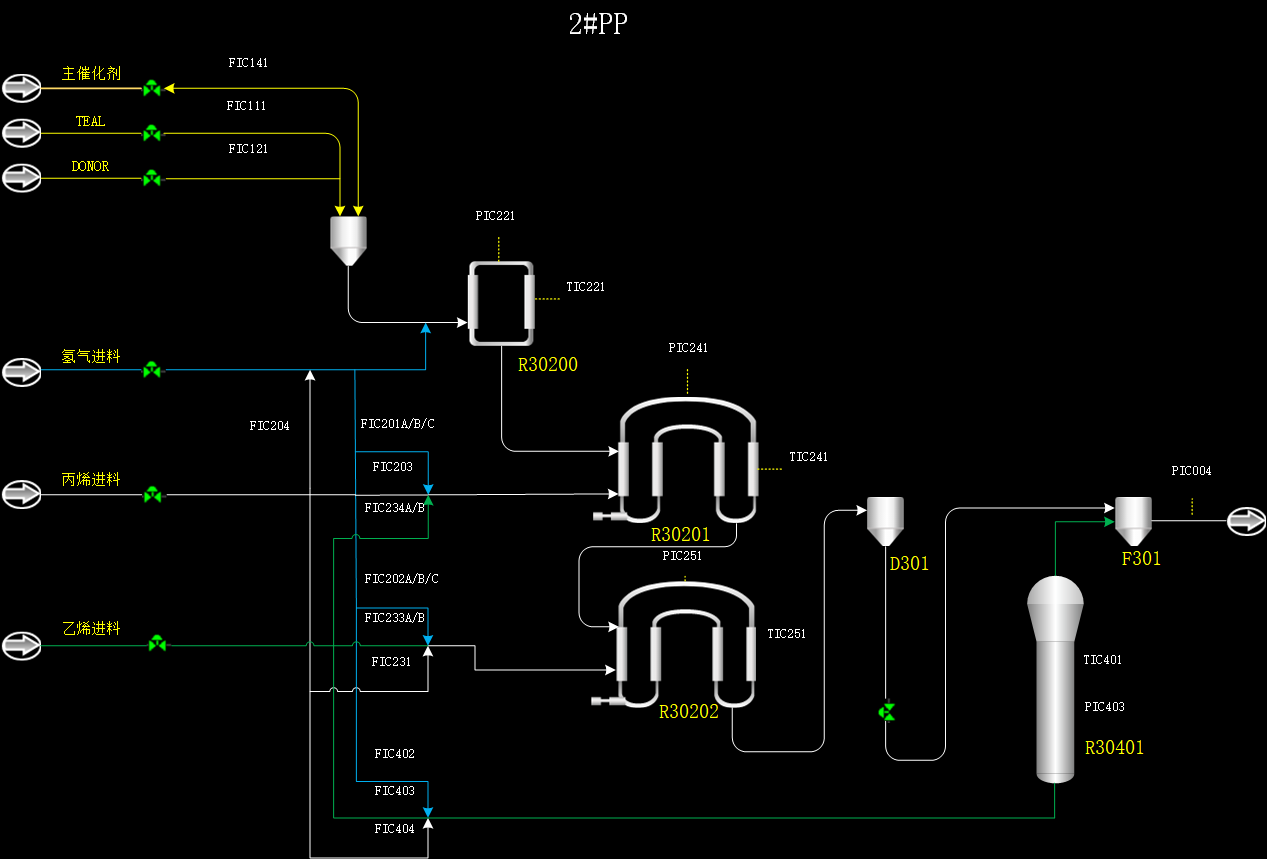 2#PP
FIC141
主催化剂
FIC111
TEAL
FIC121
DONOR
PIC221
TIC221
氢气进料
R30200
PIC241
FIC204
FIC201A/B/C
TIC241
FIC203
PIC004
丙烯进料
FIC234A/B
R30201
PIC251
D301
F301
FIC202A/B/C
乙烯进料
FIC233A/B
TIC251
FIC231
TIC401
R30202
PIC403
R30401
FIC402
FIC403
FIC404